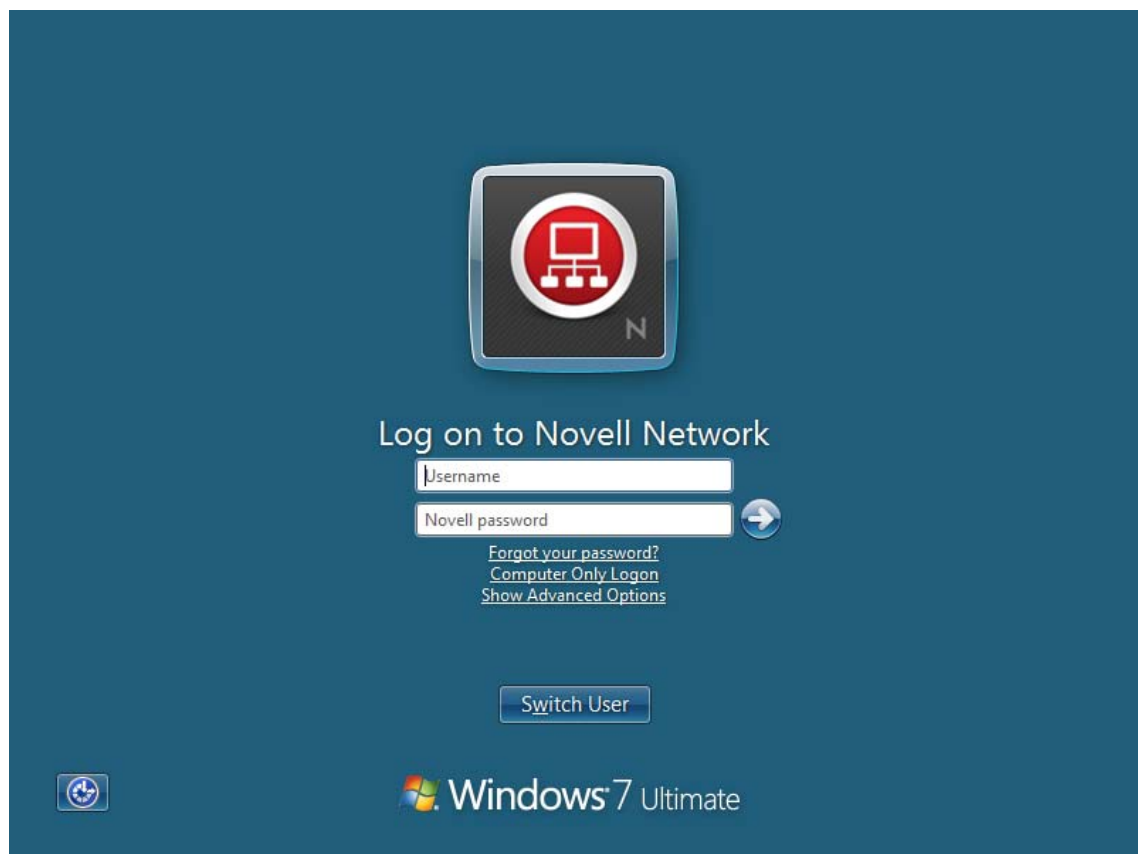 N
Log on to Novell Network
Username
Novell password
Forgot your password?
Computer Only Logon
Show Advanced Options
Switch User
Windows 7 Ultimate